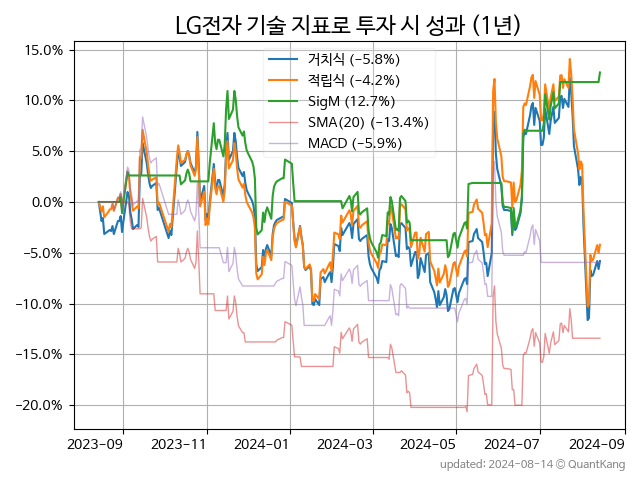 LG전자 기술 지표로 투자 시 성과 (1년)
거치식 (−5.8%)
적립식 (−4.2%)
SigM (12.7%)
SMA(20) (−13.4%)
MACD (−5.9%)
15.0%
10.0%
5.0%
0.0%
−5.0%
−10.0%
−15.0%
−20.0%
2023-09 2023-11 2024-01 2024-03 2024-05 2024-07 2024-09
updated: 2024-08-14 © QuantKang